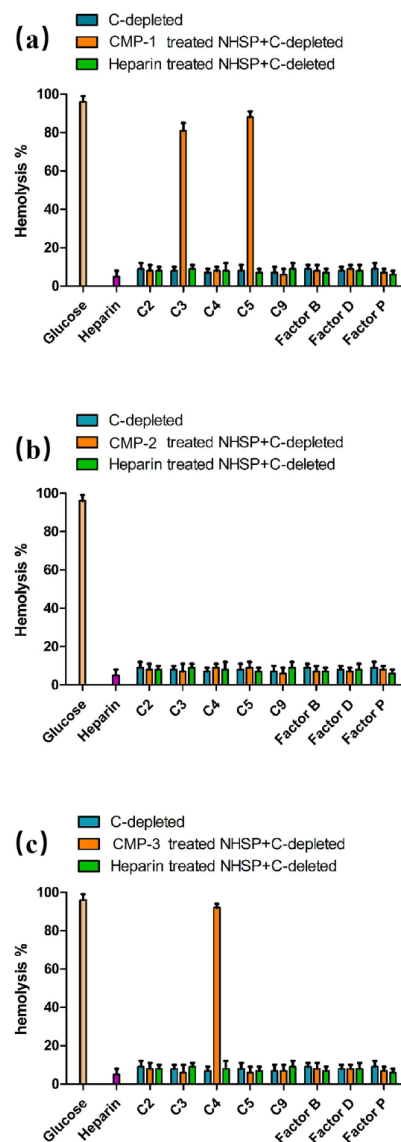 (a)
C-depleted
CMP-1 treated NHSP+C-depleted
Heparin treated NHSP+C-deleted
Hemolysis %
100
80
60
40
20
0
Glucose
Heparin
C2
C3
C4
C5
C9
Factor B
Factor D
Factor P
(b)
C-depleted
CMP-2 treated NHSP+C-depleted
Heparin treated NHSP+C-deleted
Hemolysis %
100
80
60
40
20
0
Glucose
Heparin
C2
C3
C4
C5
C9
Factor B
Factor D
Factor P
(c)
C-depleted
CMP-3 treated NHSP+C-depleted
Heparin treated NHSP+C-deleted
hemolysis %
100
80
60
40
20
0
Glucose
Heparin
C2
C3
C4
C5
C9
Factor B
Factor D
Factor P